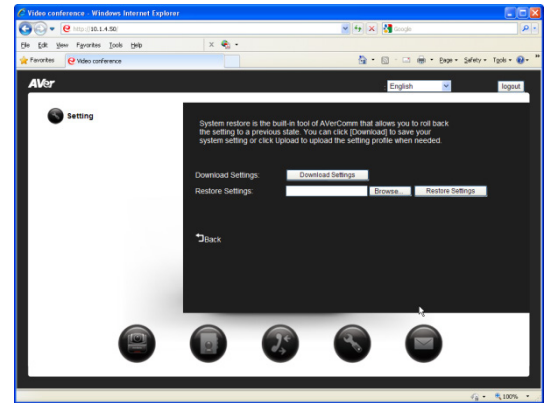 Video conference - Windows Internet Explorer
http://10.1.4.50/
Google
File Edit View Favorites Tools Help
X
Favorites Video conference
Page Safety Tools
AVer
English
logout
Setting
System restore is the built-in tool of AVerComm that allows you to roll back
the setting to a previous state. You can click [Download] to save your
system setting or click Upload to upload the setting profile when needed.
Download Settings: Download Settings
Restore Settings: Browse... Restore Settings
Back
100%